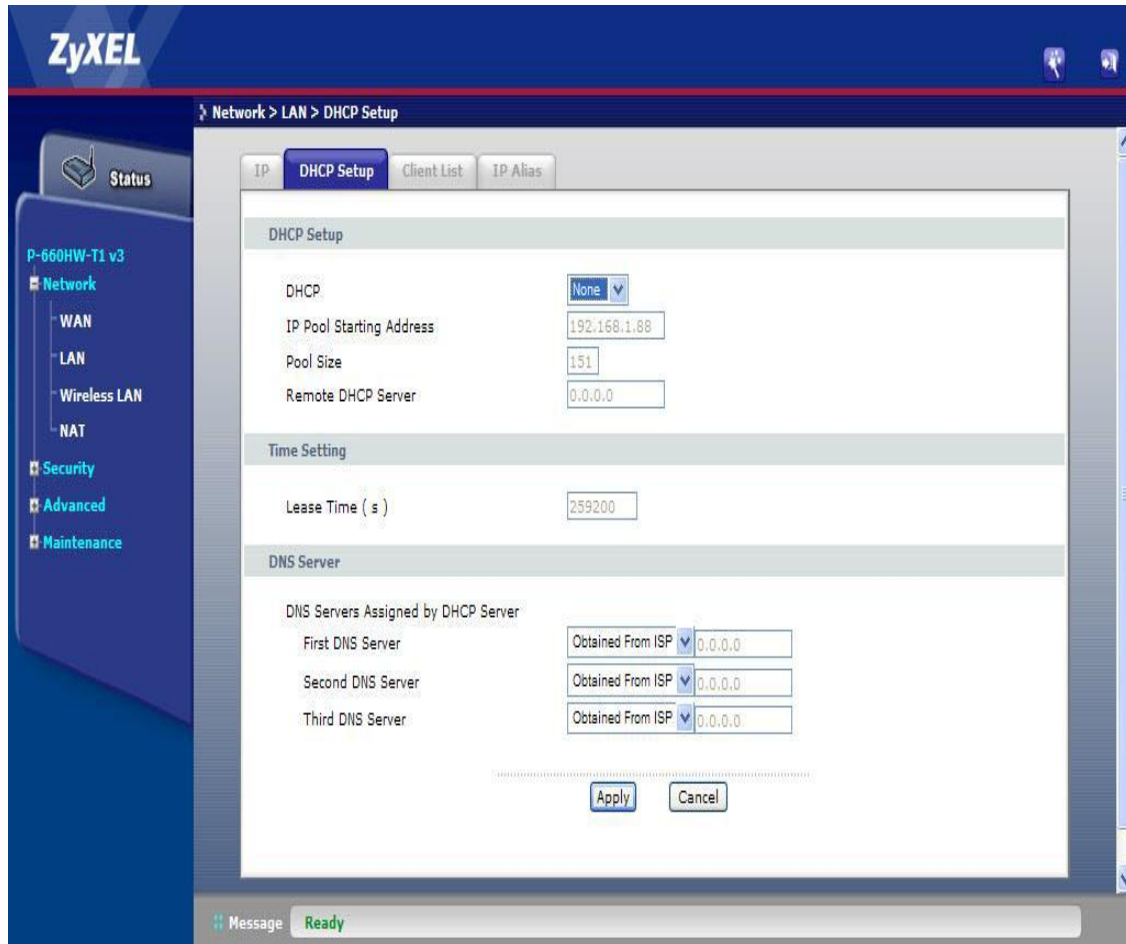 ZyXEL
Network > LAN > DHCP Setup
Status
P-660HW-T1 v3
Network
WAN
LAN
Wireless LAN
NAT
Security
Advanced
Maintenance
IP DHCP Setup Client List IP Alias
DHCP Setup
DHCP None
IP Pool Starting Address 192.168.1.88
Pool Size 151
Remote DHCP Server 0.0.0.0
Time Setting
Lease Time ( s ) 259200
DNS Server
DNS Servers Assigned by DHCP Server
First DNS Server Obtained From ISP 0.0.0.0
Second DNS Server Obtained From ISP 0.0.0.0
Third DNS Server Obtained From ISP 0.0.0.0
Apply Cancel
Message Ready